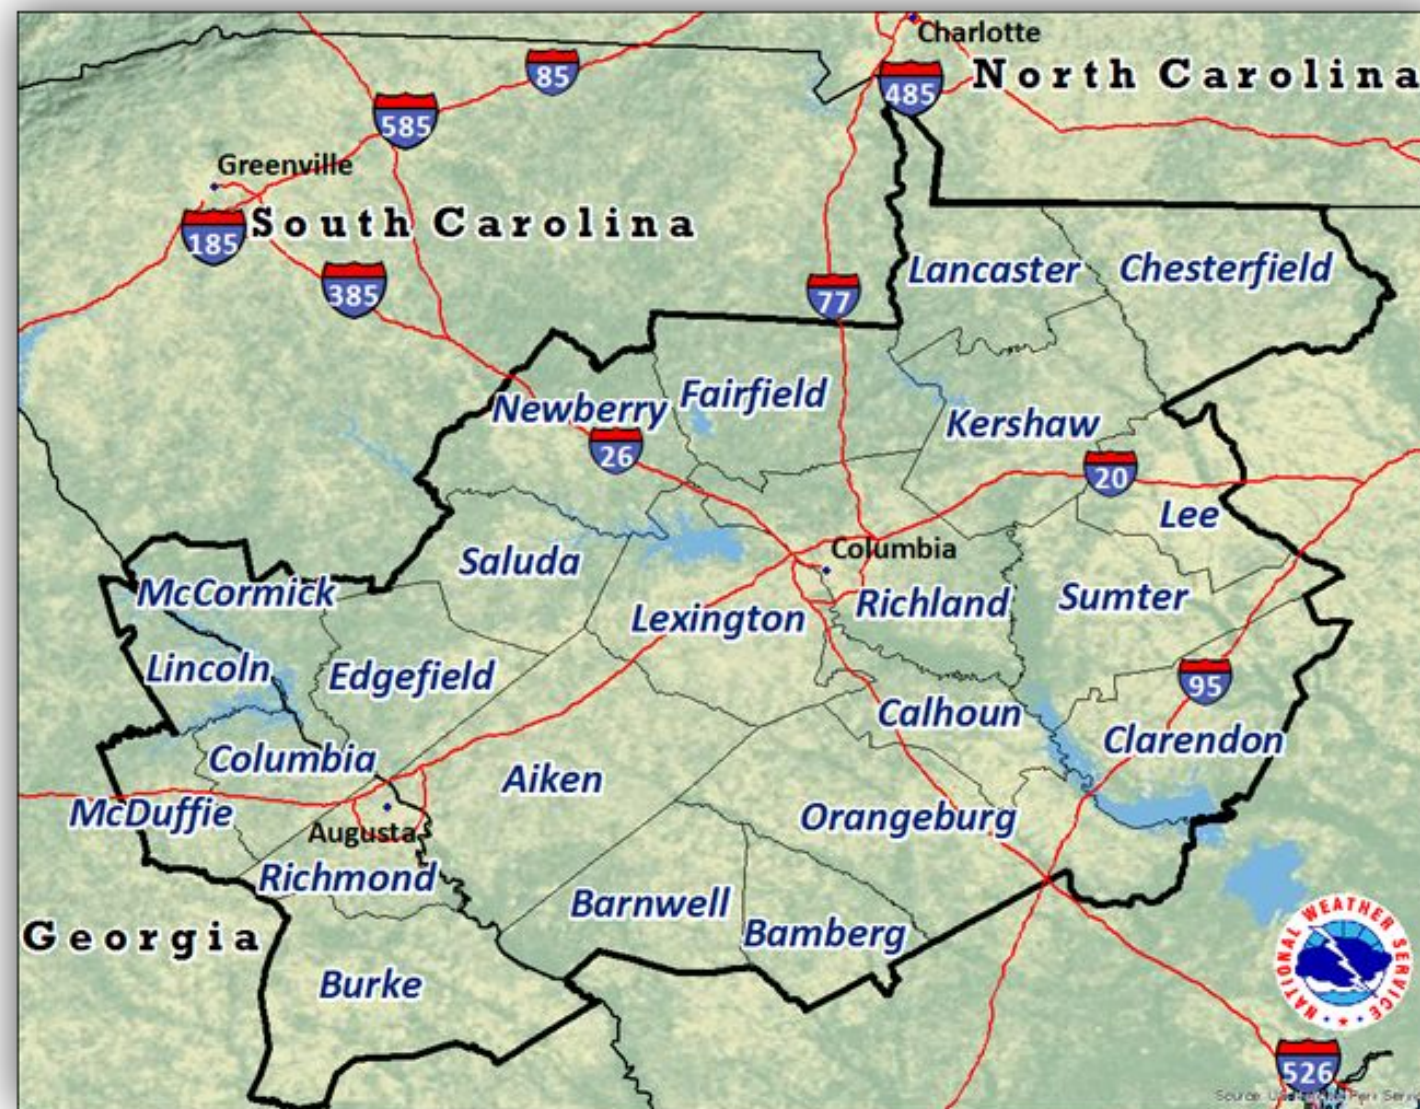 Charlotte
North Carolina
85
485
585
Greenville
South Carolina
185
385
77
Lancaster
Chesterfield
Newberry
Fairfield
Kershaw
26
20
Lee
Saluda
Columbia
McCormick
Lexington
Richland
Sumter
Lincoln
Edgefield
95
Calhoun
Clarendon
Columbia
Aiken
McDuffie
Augusta
Orangeburg
Richmond
Barnwell
Bamberg
Georgia
Burke
NATIONAL WEATHER SERVICE
526
Source: